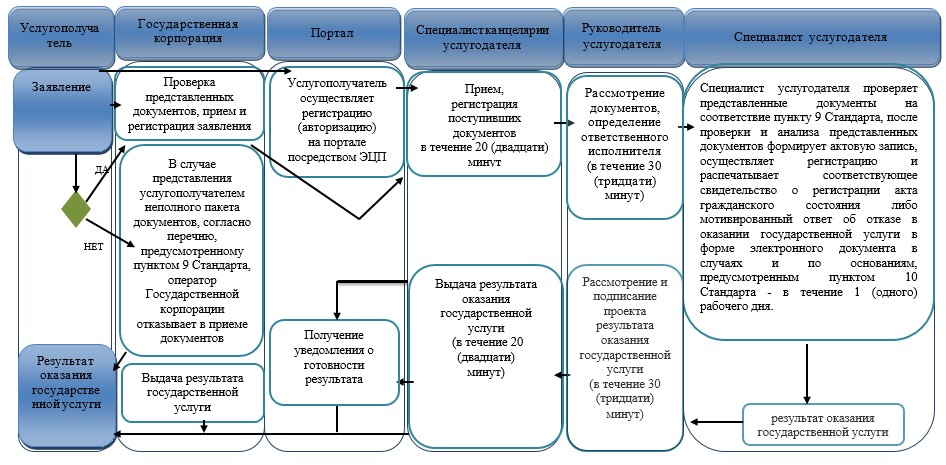 Услугополуча
тель
Государственная
корпорация
Портал
Специалистканцелярии
услугодателя
Руководитель
услугодателя
Специалист услугодателя
Заявление
ДА
НЕТ
Результат
оказания
государстве
нной услуги
Проверка
представленных
документов, прием и
регистрация заявления
В случае
представления
услугополучателем
неполного пакета
документов, согласно
перечню,
предусмотренному
пунктом 9 Стандарта,
оператор
Государственной
корпорации
отказывает в приеме
документов
Выдача результата
государственной
услуги
Услугополучатель
осуществляет
регистрацию
(авторизацию)
на портале
посредством ЭЦП
Получение
уведомления о
готовности
результата
Прием,
регистрация
поступивших
документов
в течение 20 (двадцати)
минут
Выдача результата
оказания
государственной
услуги
(в течение 20
(двадцати)
минут)
Рассмотрение
документов,
определение
ответственного
исполнителя
(в течение 30
(тридцати)
минут)
Рассмотрение и
подписание
проекта
результата
оказания
государственной
услуги
(в течение 30
(тридцати)
минут)
Специалист услугодателя проверяет
представленные документы на
соответствие пункту 9 Стандарта, после
проверки и анализа представленных
документов формирует актовую запись,
осуществляет регистрацию и
распечатывает соответствующее
свидетельство о регистрации акта
гражданского состояния либо
мотивированный ответ об отказе в
оказании государственной услуги в
форме электронного документа в
случаях и по основаниям,
предусмотренным пунктом 10
Стандарта - в течение 1 (одного)
рабочего дня.
результат оказания
государственной услуги